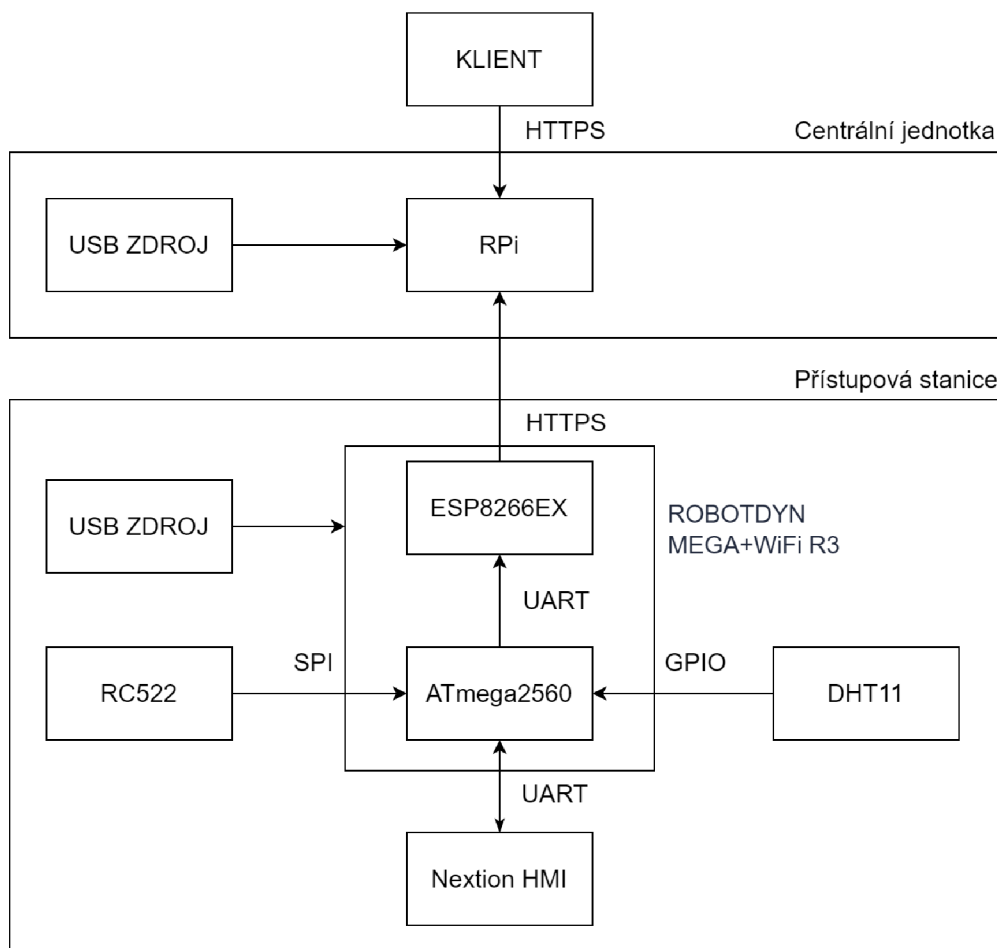 KLIENT
HTTPS
Centrální jednotka
USB ZDROJ
RPi
Přístupová stanice
HTTPS
USB ZDROJ
ESP8266EX
ROBOTDYN
MEGA+WiFi R3
UART
SPI
GPIO
RC522
ATmega2560
DHT11
UART
Nextion HMI